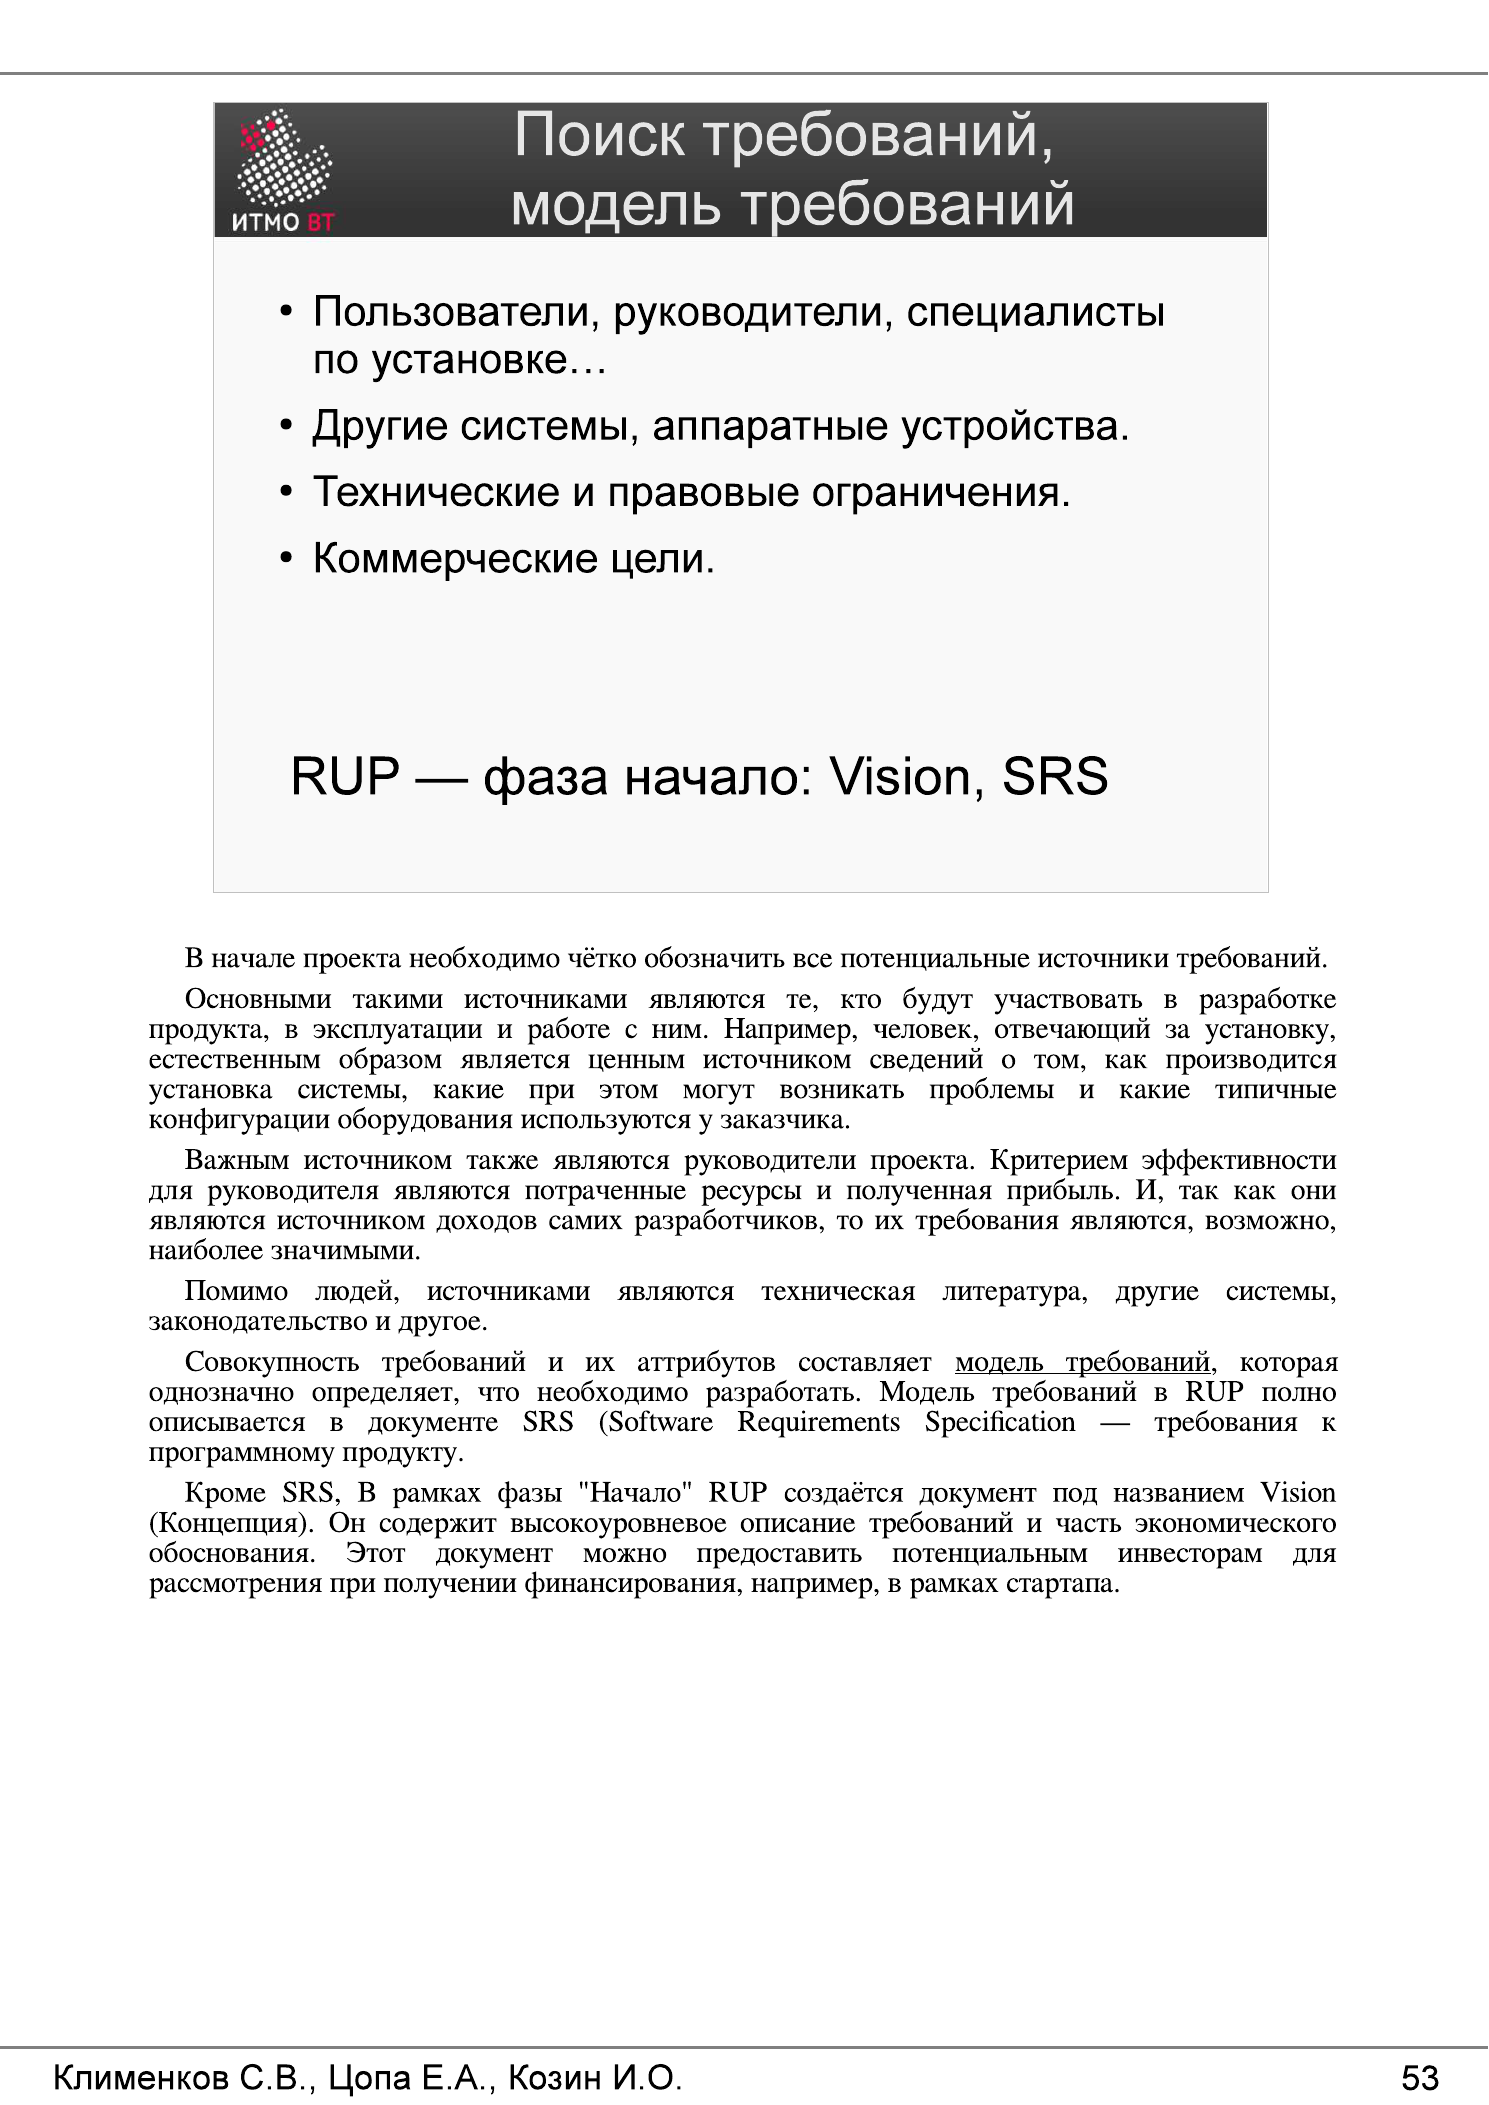 Поиск требований,
модель требований
ИТМО ВТ
• Пользователи, руководители, специалисты
по установке…
• Другие системы, аппаратные устройства.
• Технические и правовые ограничения.
• Коммерческие цели.
RUP — фаза начало: Vision, SRS
В начале проекта необходимо чётко обозначить все потенциальные источники требований.
Основными такими источниками являются те, кто будут участвовать в разработке
продукта, в эксплуатации и работе с ним. Например, человек, отвечающий за установку,
естественным образом является ценным источником сведений о том, как производится
установка системы, какие при этом могут возникать проблемы и какие типичные
конфигурации оборудования используются у заказчика.
Важным источником также являются руководители проекта. Критерием эффективности
для руководителя являются потраченные ресурсы и полученная прибыль. И, так как они
являются источником доходов самих разработчиков, то их требования являются, возможно,
наиболее значимыми.
Помимо людей, источниками являются техническая литература, другие системы,
законодательство и другое.
Совокупность требований и их аттрибутов составляет модель требований, которая
однозначно определяет, что необходимо разработать. Модель требований в RUP полно
описывается в документе SRS (Software Requirements Specification — требования к
программному продукту.
Кроме SRS, В рамках фазы "Начало" RUP создаётся документ под названием Vision
(Концепция). Он содержит высокоуровневое описание требований и часть экономического
обоснования. Этот документ можно предоставить потенциальным инвесторам для
рассмотрения при получении финансирования, например, в рамках стартапа.
Клименков С.В., Цопа Е.А., Козин И.О.
53